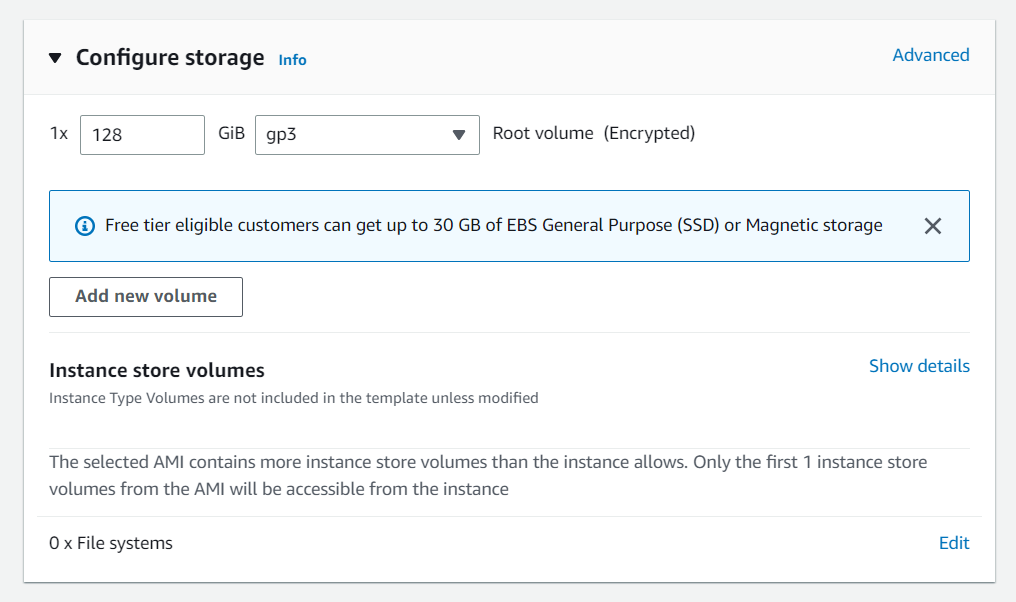 Configure storage Info Advanced
1x 128 GiB gp3 Root volume (Encrypted)
Free tier eligible customers can get up to 30 GB of EBS General Purpose (SSD) or Magnetic storage
Add new volume
Instance store volumes Show details
Instance Type Volumes are not included in the template unless modified
The selected AMI contains more instance store volumes than the instance allows. Only the first 1 instance store
volumes from the AMI will be accessible from the instance
0 x File systems Edit